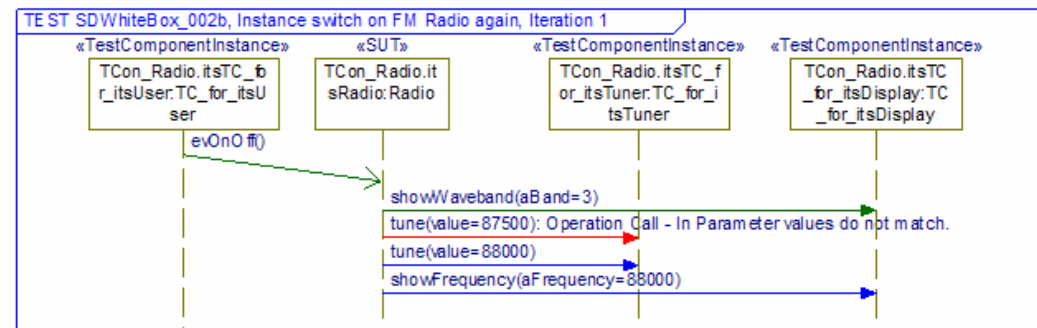 TEST SDWhiteBox_002b, Instance switch on FM Radio again, Iteration 1
«TestComponentInstance» «SUT» «TestComponentInstance» «TestComponentInstance»
TCon_Radio.itsTC_fo
r_itsUser:TC_for_itsU
ser
TCon_Radio.it
sRadio:Radio
TCon_Radio.itsTC_f
or_itsTuner:TC_for_i
tsTuner
TCon_Radio.itsTC
_for_itsDisplay:TC
_for_itsDisplay
evOnOff()
showWaveband(aBand=3)
tune(value=87500): Operation Call - In Parameter values do not match.
tune(value=88000)
showFrequency(aFrequency=88000)